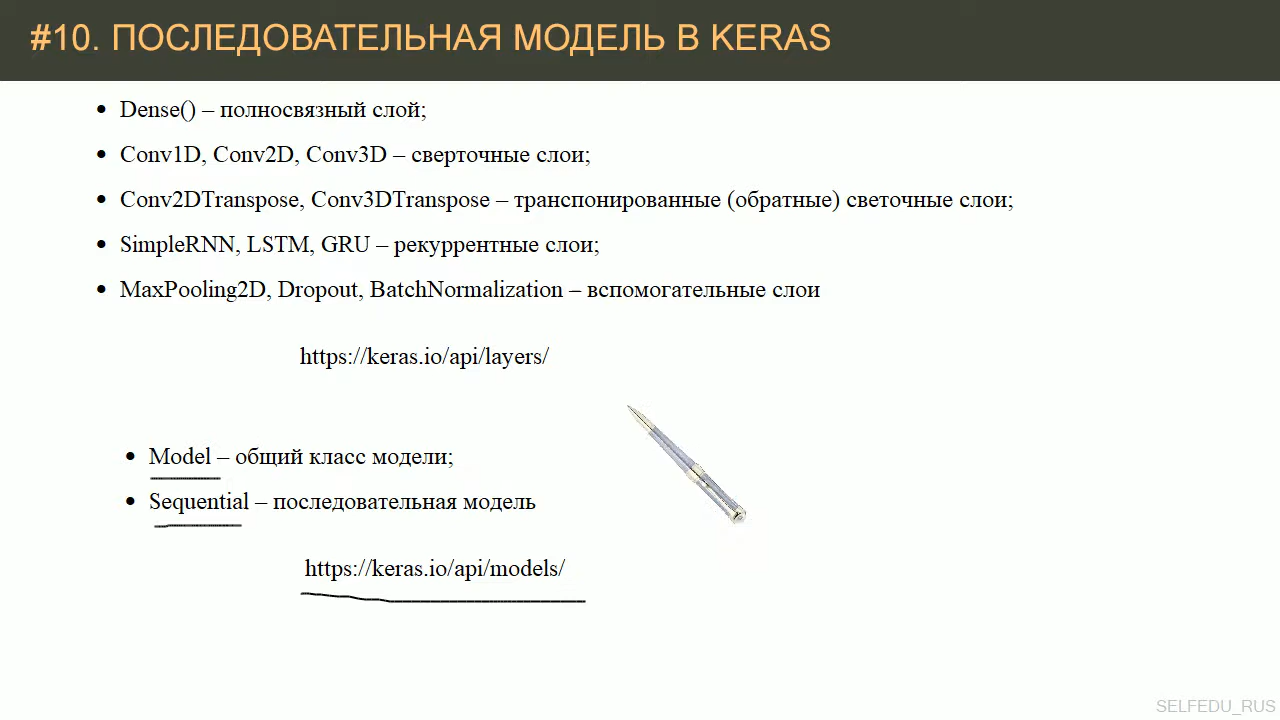 #10. ПОСЛЕДОВАТЕЛЬНАЯ МОДЕЛЬ В KERAS
• Dense() – полносвязный слой;
• Conv1D, Conv2D, Conv3D – сверточные слои;
• Conv2DTranspose, Conv3DTranspose – транспонированные (обратные) светочные слои;
• SimpleRNN, LSTM, GRU – рекуррентные слои;
• MaxPooling2D, Dropout, BatchNormalization – вспомогательные слои
https://keras.io/api/layers/
• Model – общий класс модели;
• Sequential – последовательная модель
https://keras.io/api/models/
SELFEDU_RUS